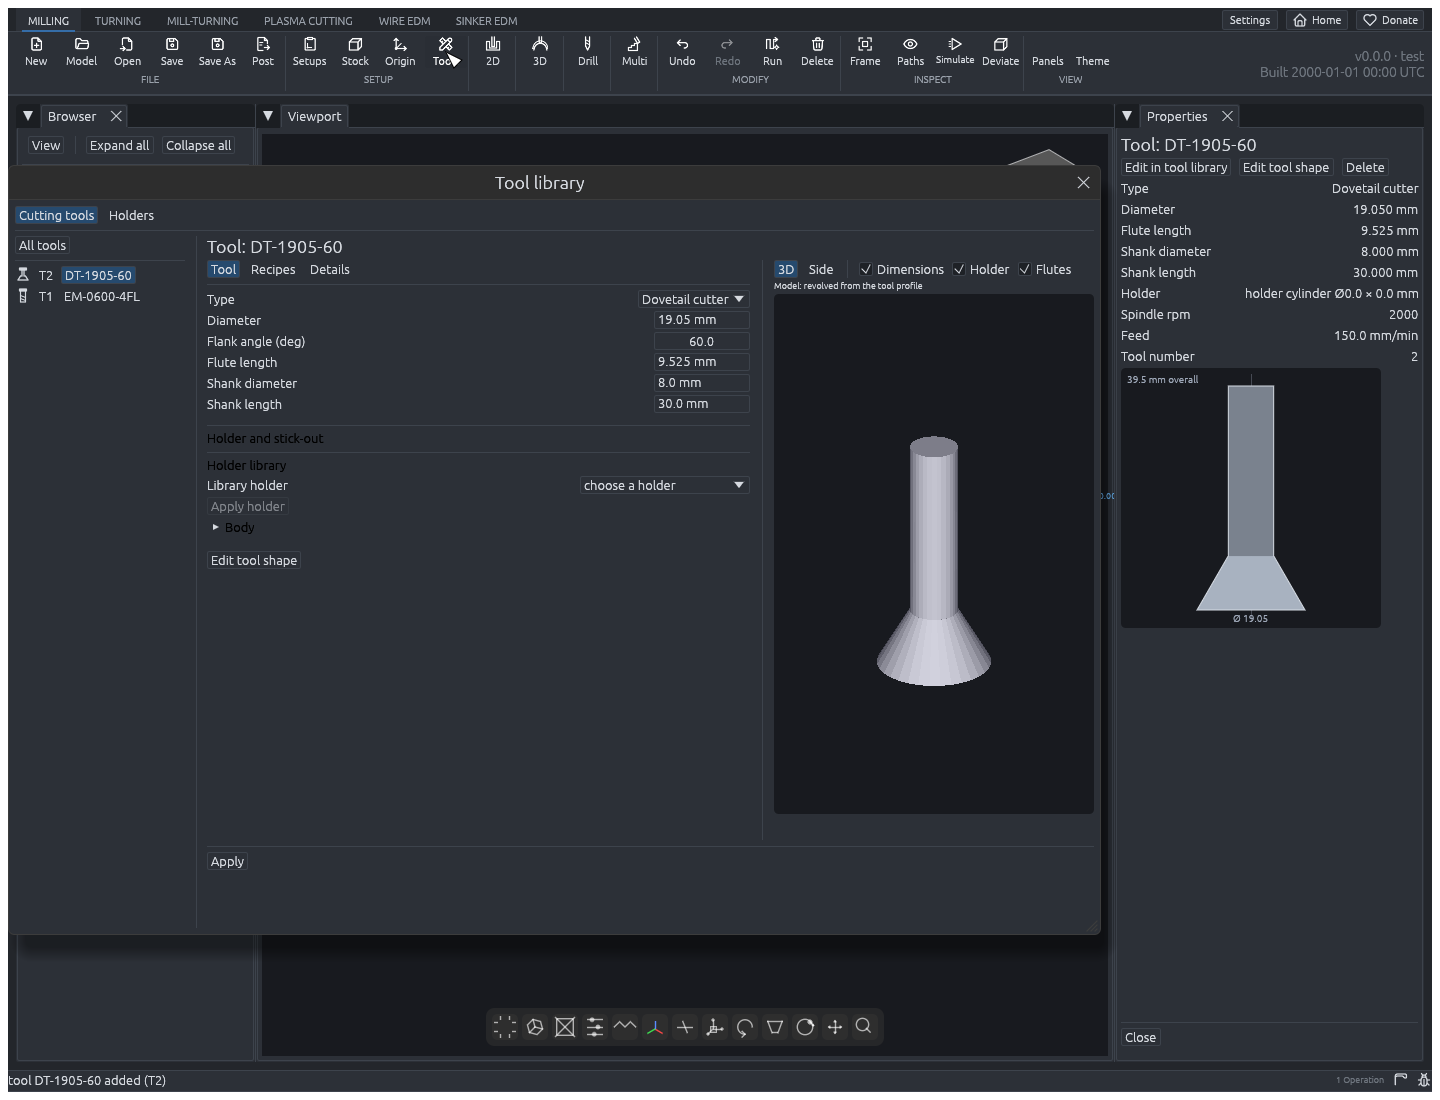 MILLING TURNING MILL-TURNING PLASMA CUTTING WIRE EDM SINKER EDM Settings Home Donate
New Model Open Save Save As Post Setups Stock Origin 2D 3D Drill Multi Undo Redo Run Delete Frame Paths Simulate Deviate Panels Theme
FILE SETUP MODIFY INSPECT VIEW
v0.0.0 · test
Built 2000-01-01 00:00 UTC
Browser Viewport Properties
View Expand all Collapse all
Tool library
Cutting tools Holders
All tools
T2 DT-1905-60
T1 EM-0600-4FL
Tool: DT-1905-60
Tool Recipes Details
Type Dovetail cutter
Diameter 19.05 mm
Flank angle (deg) 60.0
Flute length 9.525 mm
Shank diameter 8.0 mm
Shank length 30.0 mm
Holder and stick-out
Holder library
Library holder choose a holder
Apply holder
Body
Edit tool shape
Apply
3D Side Dimensions Holder Flutes
Model: revolved from the tool profile
Tool: DT-1905-60
Edit in tool library Edit tool shape Delete
Type Dovetail cutter
Diameter 19.050 mm
Flute length 9.525 mm
Shank diameter 8.000 mm
Shank length 30.000 mm
Holder holder cylinder Ø0.0 × 0.0 mm
Spindle rpm 2000
Feed 150.0 mm/min
Tool number 2
39.5 mm overall
Ø 19.05
Close
tool DT-1905-60 added (T2) 1 Operation